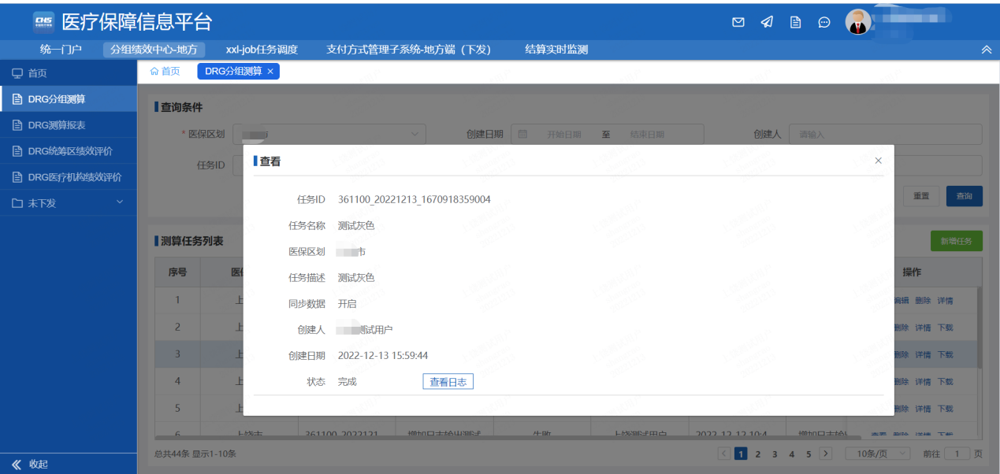 CHS 医疗保障信息平台
统一门户 分组绩效中心-地方 xxl-job任务调度 支付方式管理子系统-地方端（下发） 结算实时监测
首页
DRG分组测算
DRG测算报表
DRG统筹区绩效评价
DRG医疗机构绩效评价
未下发
收起
首页 DRG分组测算 ×
查询条件
* 医保区划 创建日期 开始日期 至 结束日期 创建人 请输入
任务ID
重置 查询
测算任务列表 新增任务
序号 操作
1 上 编辑 删除 详情
2 上 删除 详情 下载
3 上 删除 详情 下载
4 上 删除 详情 下载
5 上 删除 详情 下载
6 上饶市 361100_2022121 增加日志输出测试 失败 上饶测试用户 2022-12-12 10:4 增加日志输 查看 删除 详情 下载
总共44条 显示1-10条 1 2 3 4 5 10条/页 前往 1 页
查看 ×
任务ID 361100_20221213_1670918359004
任务名称 测试灰色
医保区划 市
任务描述 测试灰色
同步数据 开启
创建人 测试用户
创建日期 2022-12-13 15:59:44
状态 完成 查看日志